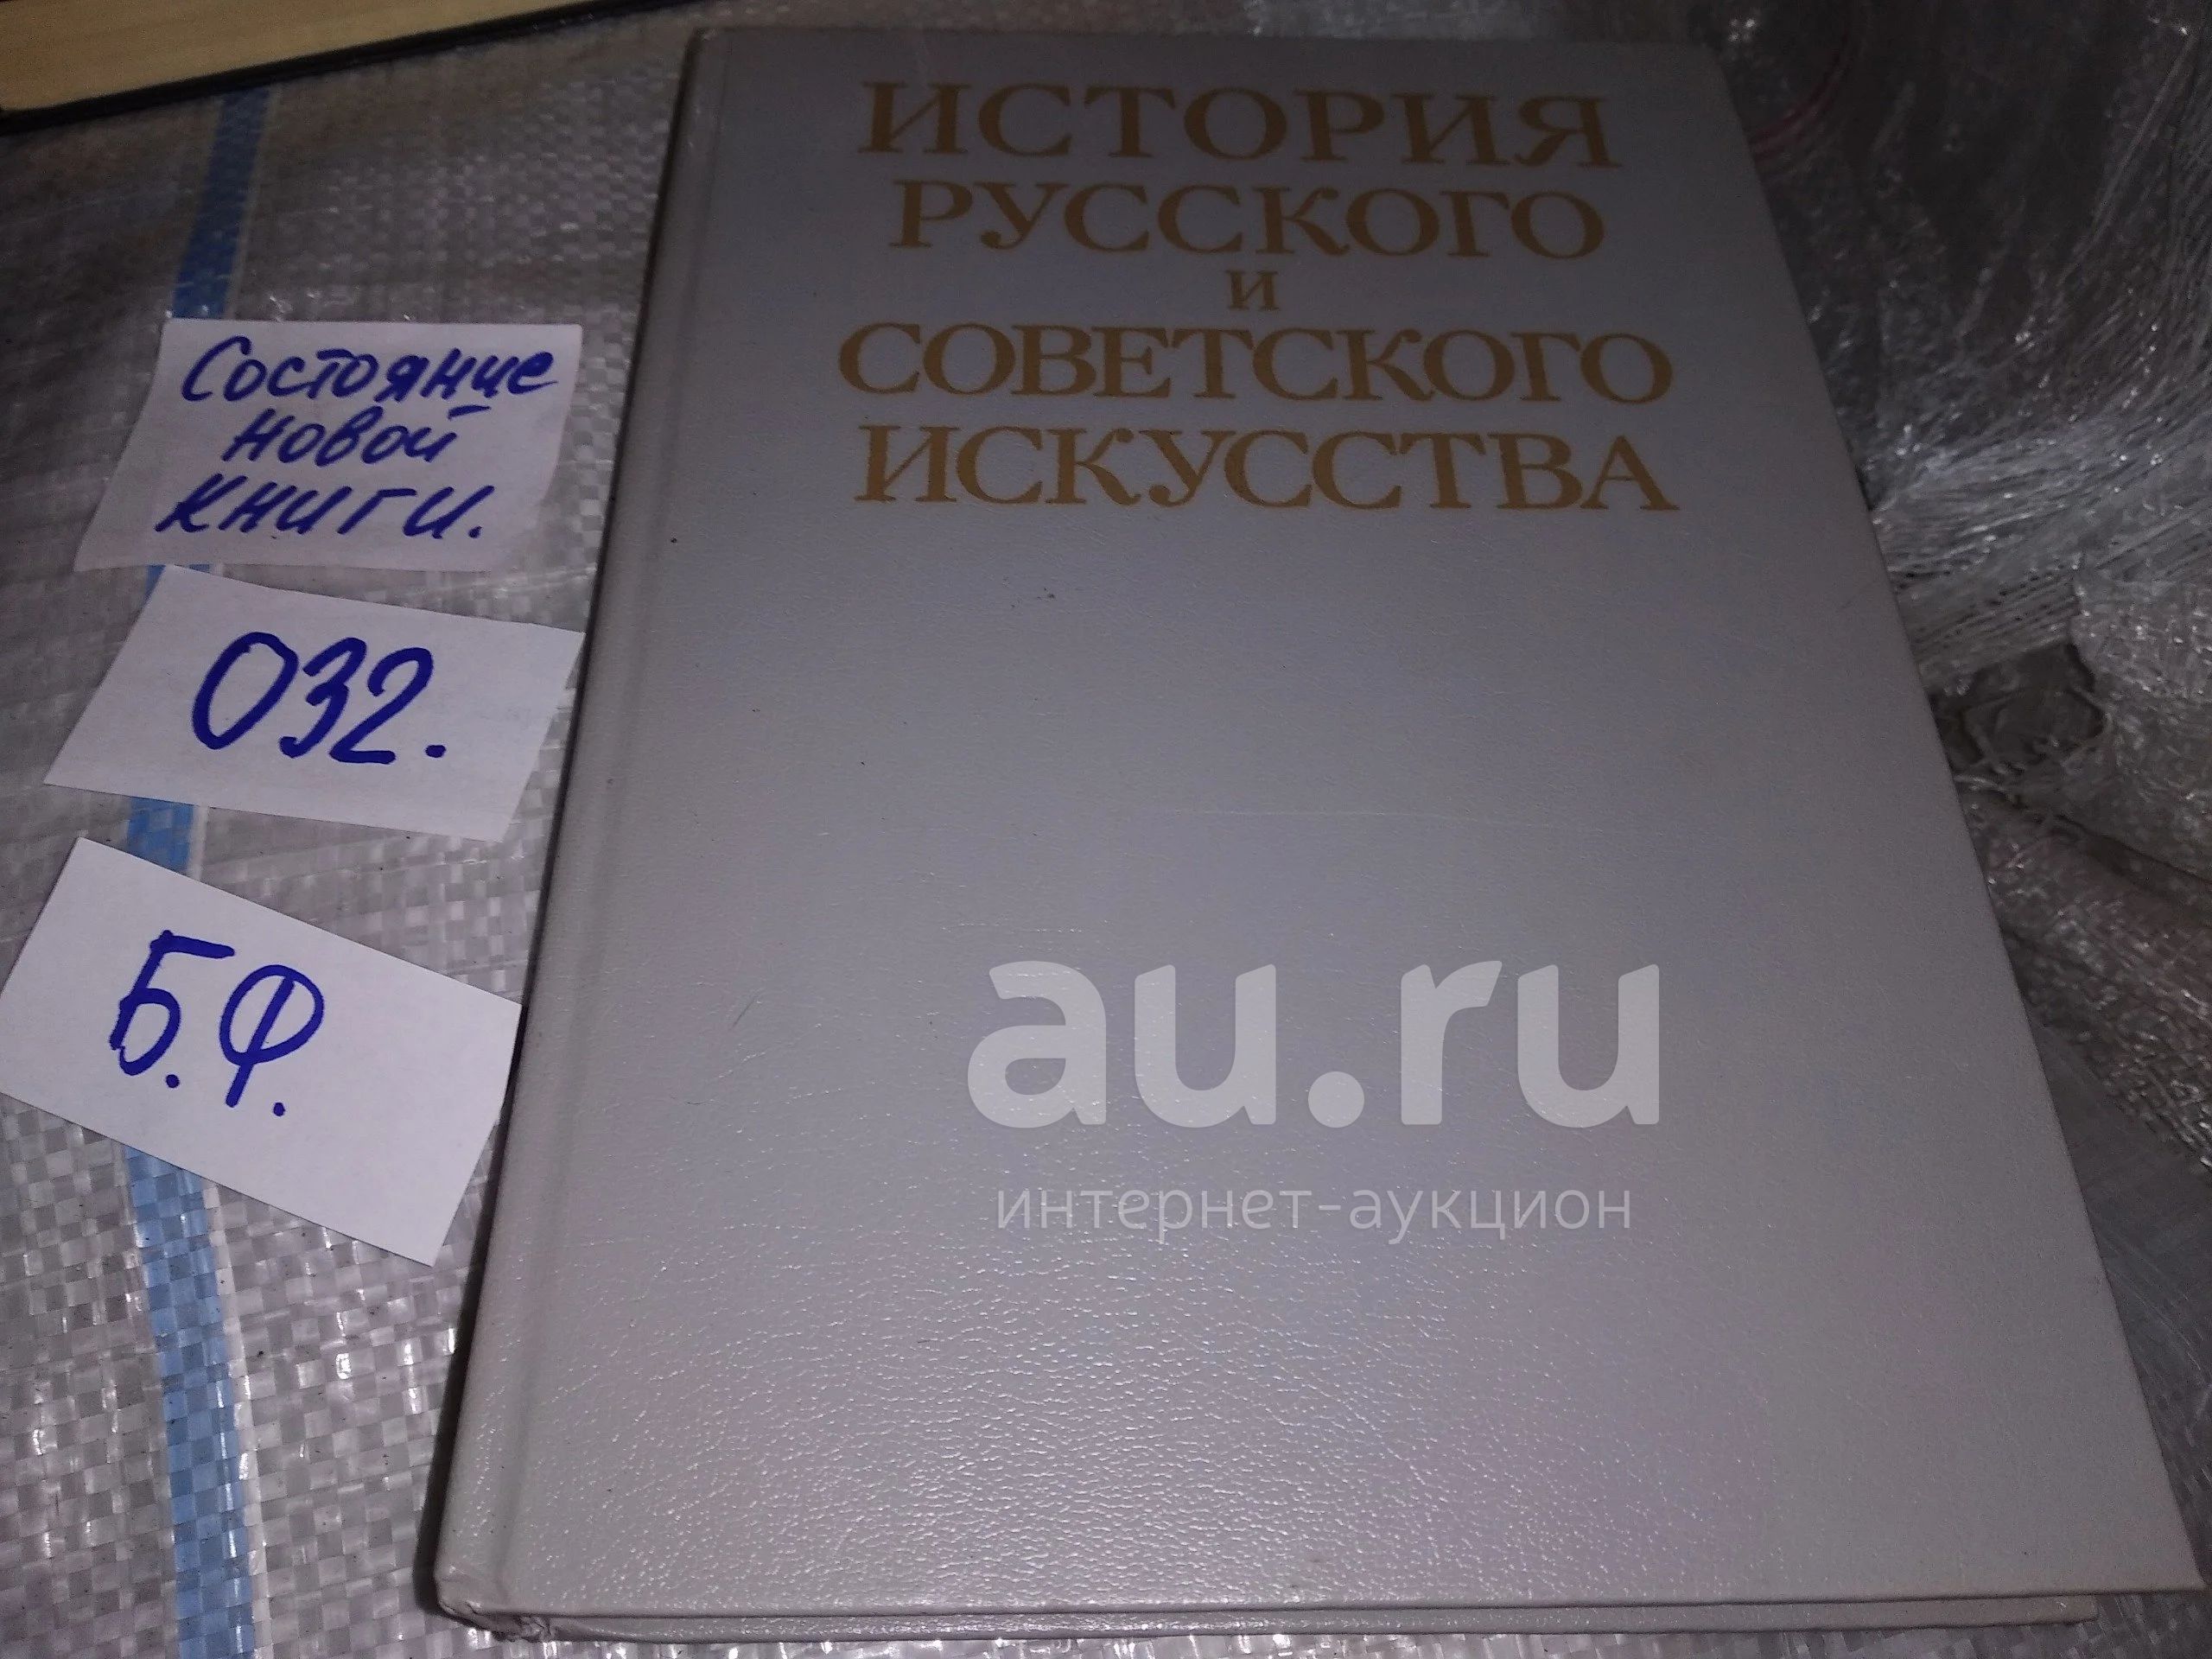 ИСТОРИЯ
РУССКОГО
И
СОВЕТСКОГО
ИСКУССТВА
Состояние
новой
книги.
032.
Б.Ф.
au.ru
интернет-аукцион